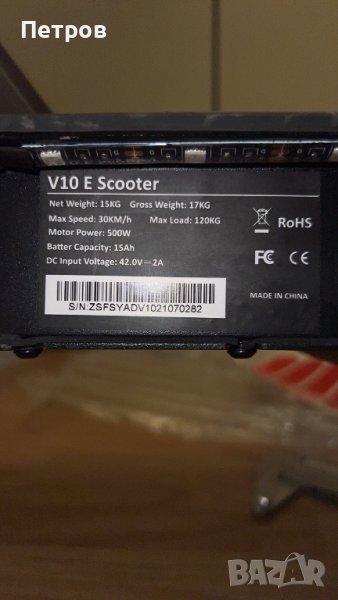 Петров
V10 E Scooter
Net Weight: 15KG Gross Weight: 17KG
Max Speed: 30KM/h Max Load: 120KG
Motor Power: 500W
Batter Capacity: 15Ah
DC Input Voltage: 42.0V⎓2A
RoHS
FC CE
S/N:ZSFSYADV1021070282
MADE IN CHINA
BAZAR